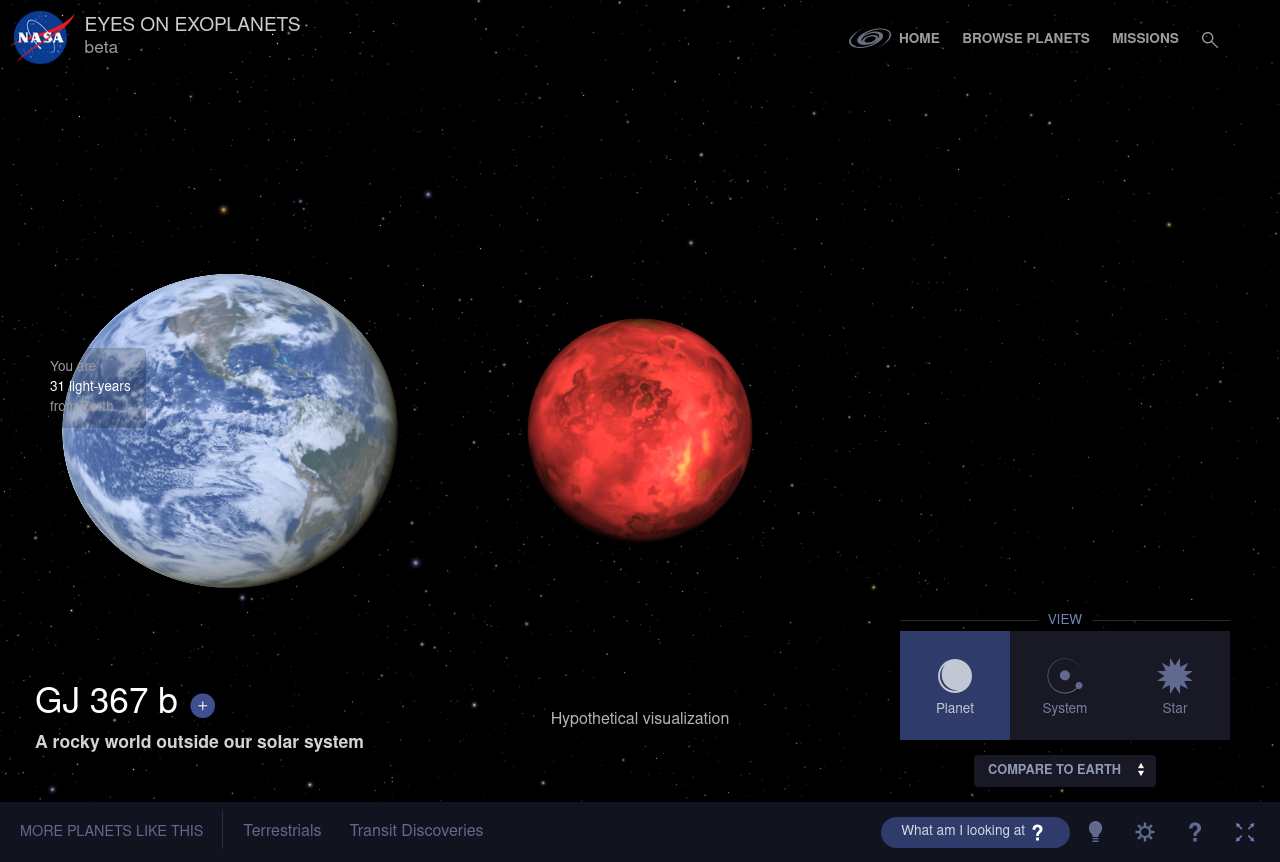 NASA
EYES ON EXOPLANETS
beta
HOME
BROWSE PLANETS
MISSIONS
You are
31 light-years
from Earth
VIEW
Planet
System
Star
GJ 367 b +
A rocky world outside our solar system
Hypothetical visualization
COMPARE TO EARTH
MORE PLANETS LIKE THIS
Terrestrials
Transit Discoveries
What am I looking at ?
?